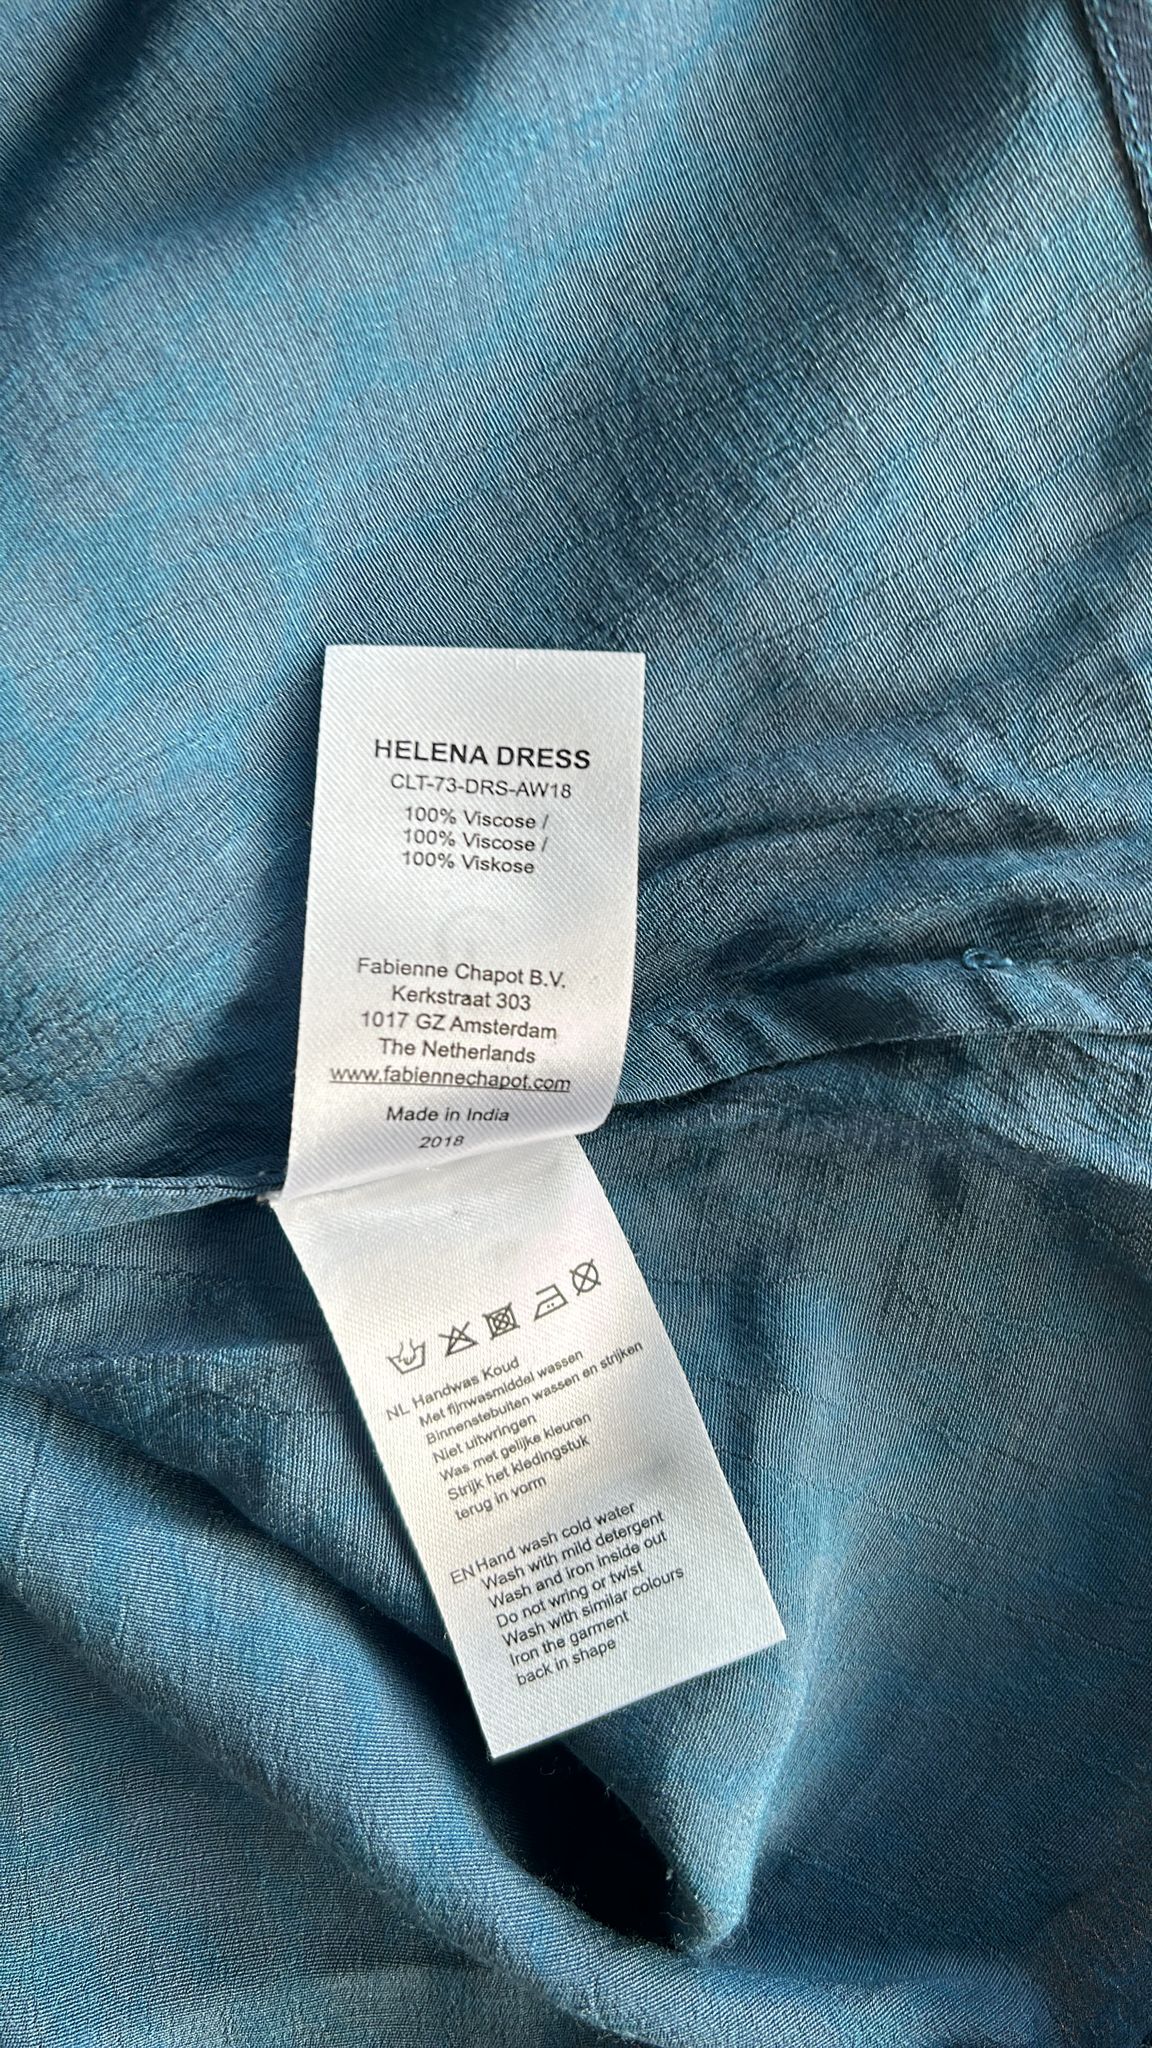 HELENA DRESS
CLT-73-DRS-AW18
100% Viscose /
100% Viscose /
100% Viskose
Fabienne Chapot B.V.
Kerkstraat 303
1017 GZ Amsterdam
The Netherlands
www.fabiennechapot.com
Made in India
2018
NL Handwas Koud
Met fijnwasmiddel wassen
Binnenstebuiten wassen en strijken
Niet uitwringen
Was met gelijke kleuren
Strijk het kledingstuk
terug in vorm
EN Hand wash cold water
Wash with mild detergent
Wash and iron inside out
Do not wring or twist
Wash with similar colours
Iron the garment
back in shape